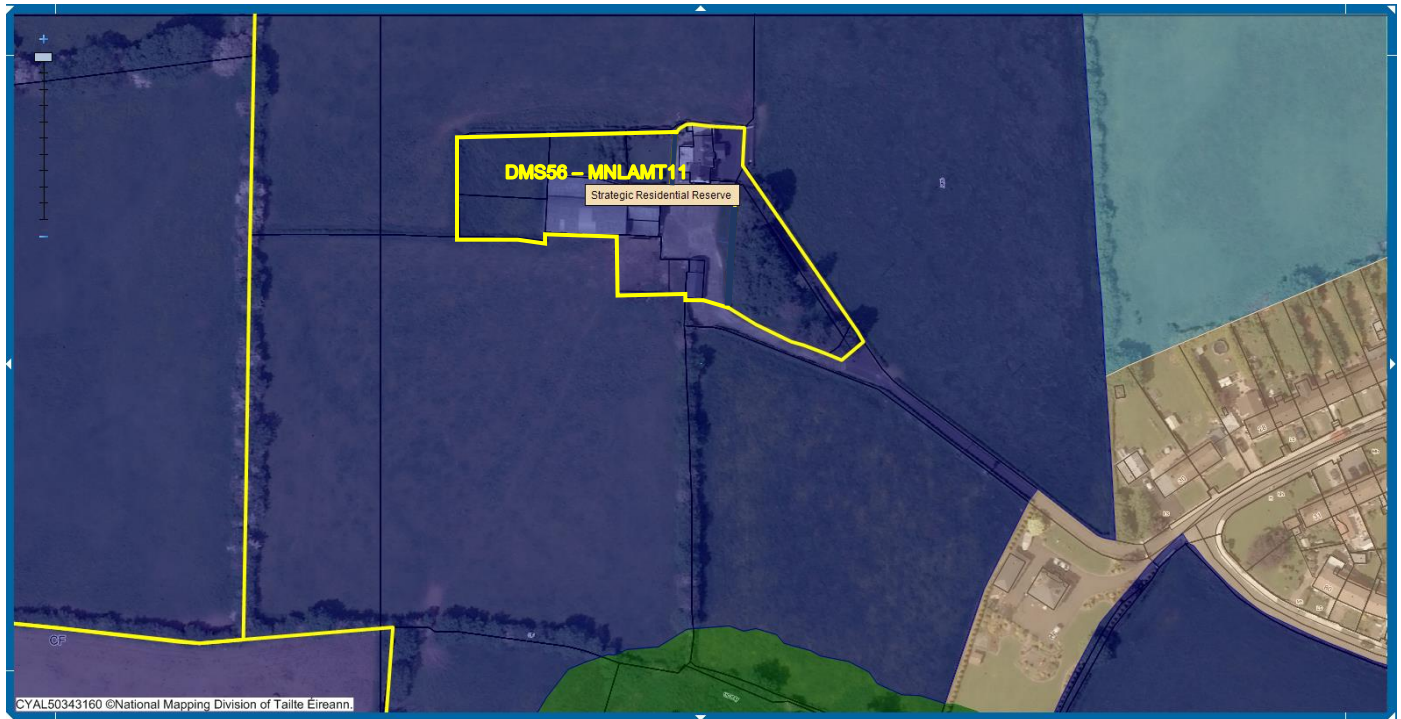 DMS56 – MNLAMT11
Strategic Residential Reserve
CF
CYAL50343160 ©National Mapping Division of Tailte Éireann.